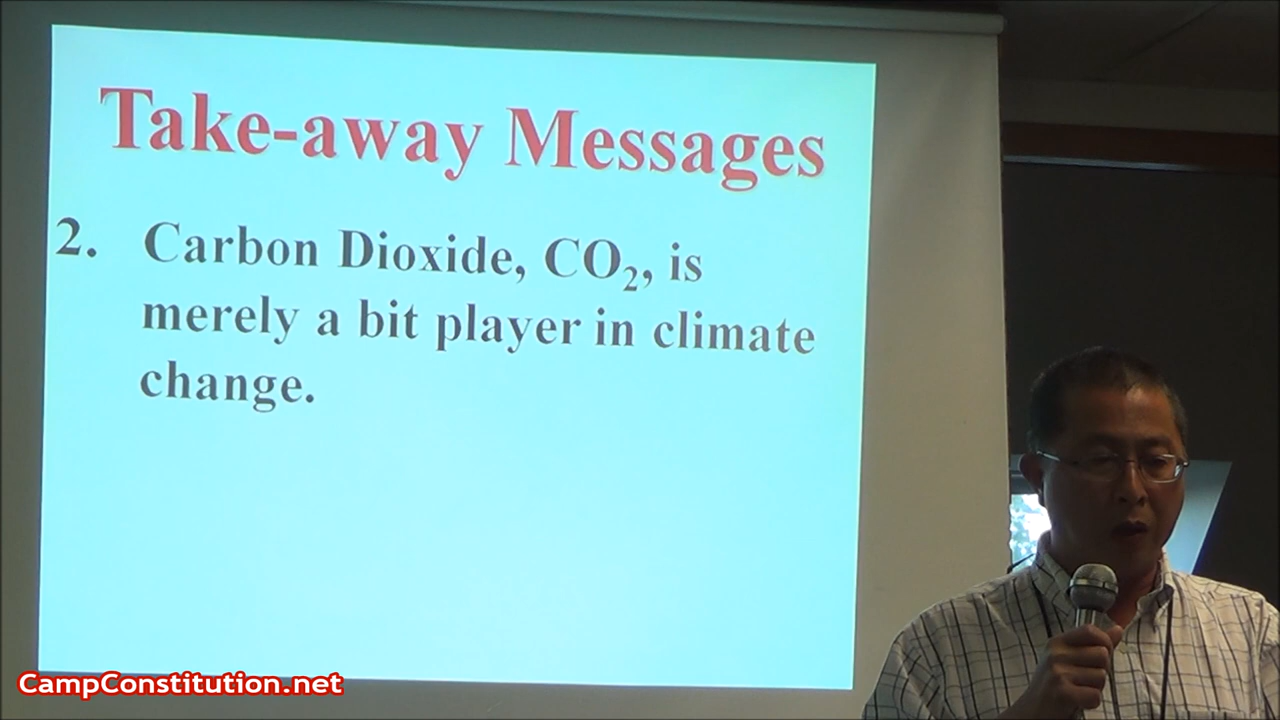 Take-away Messages
2. Carbon Dioxide, CO₂, is
merely a bit player in climate
change.
CampConstitution.net